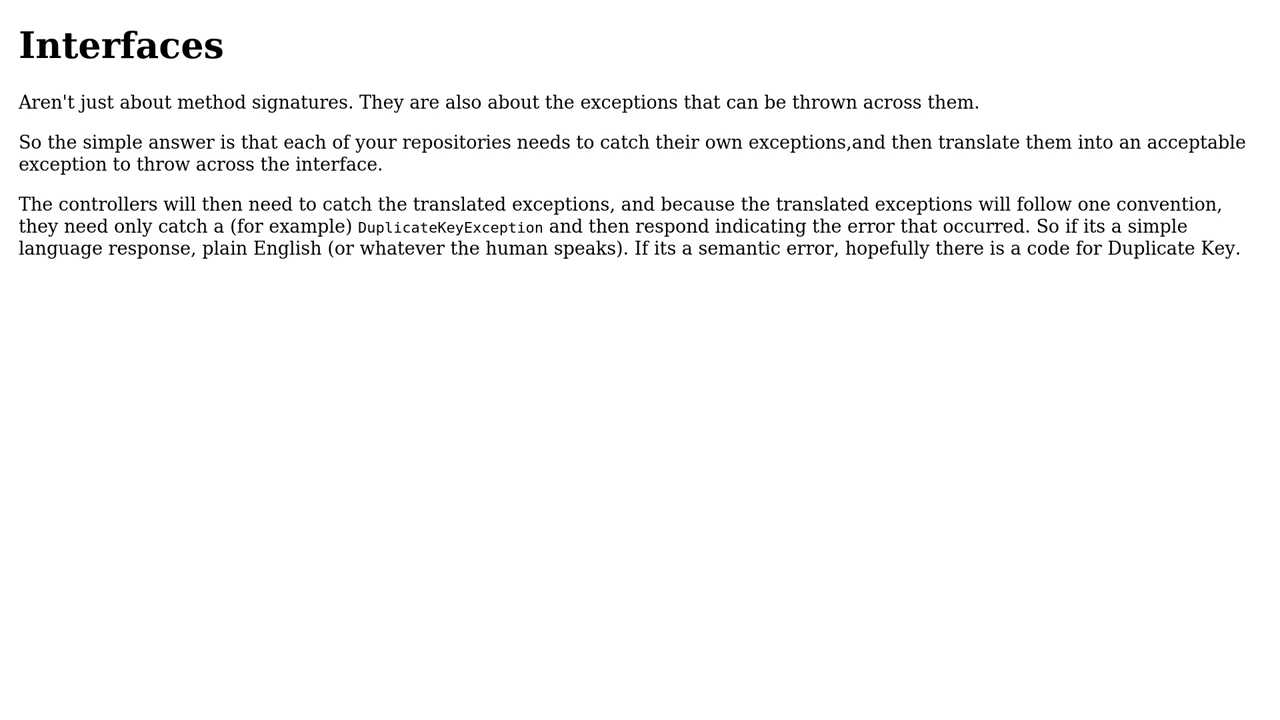 Interfaces
Aren't just about method signatures. They are also about the exceptions that can be thrown across them.
So the simple answer is that each of your repositories needs to catch their own exceptions,and then translate them into an acceptable
exception to throw across the interface.
The controllers will then need to catch the translated exceptions, and because the translated exceptions will follow one convention,
they need only catch a (for example) DuplicateKeyException and then respond indicating the error that occurred. So if its a simple
language response, plain English (or whatever the human speaks). If its a semantic error, hopefully there is a code for Duplicate Key.